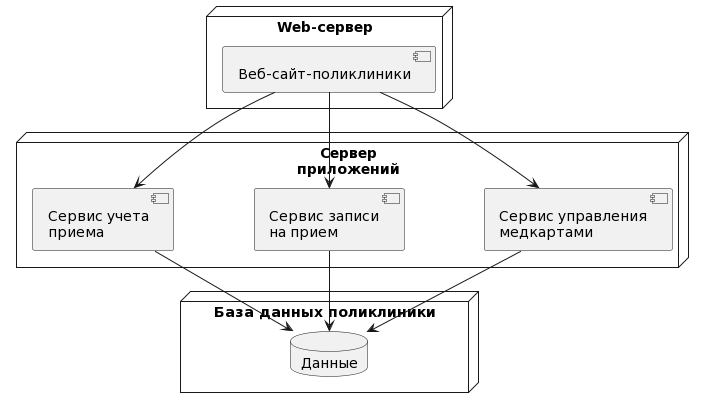 Web-сервер
Веб-сайт-поликлиники
Сервер
приложений
Сервис учета
приема
Сервис записи
на прием
Сервис управления
медкартами
База данных поликлиники
Данные